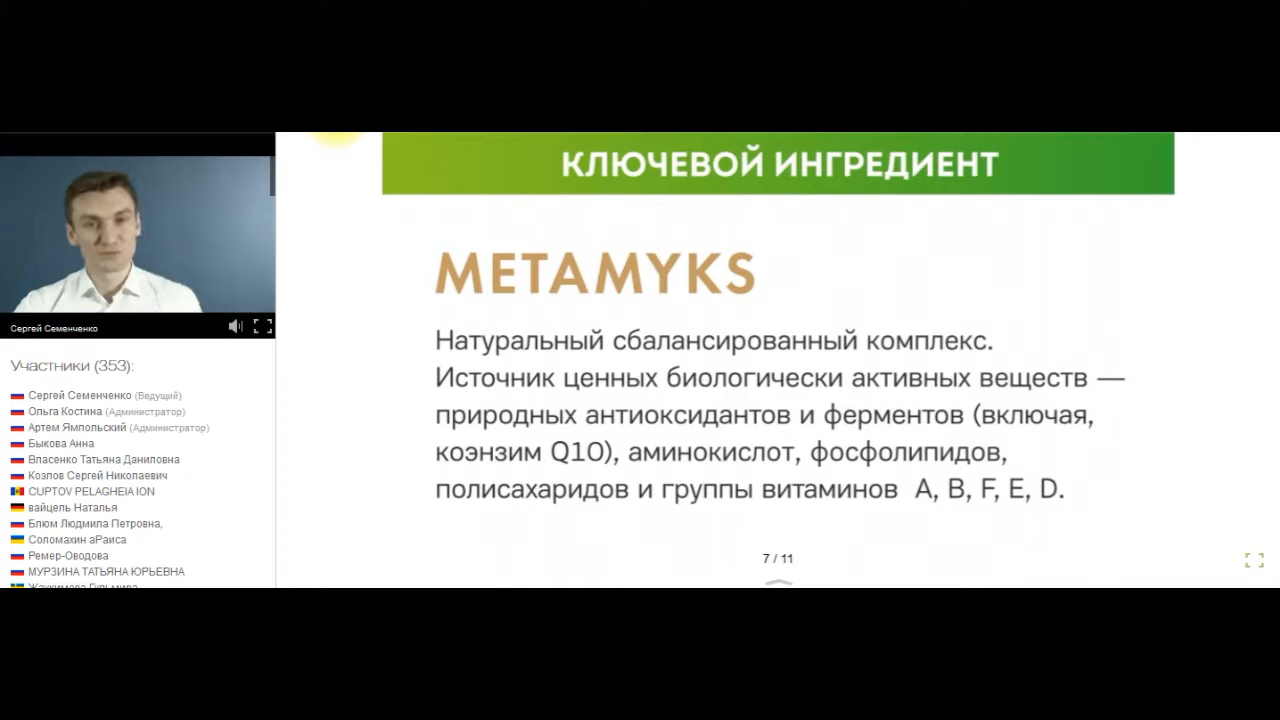 Сергей Семенченко
Участники (353):
Сергей Семенченко (Ведущий)
Ольга Костина (Администратор)
Артем Ямпольский (Администратор)
Быкова Анна
Власенко Татьяна Даниловна
Козлов Сергей Николаевич
CUPTOV PELAGHEIA ION
вайцель Наталья
Блюм Людмила Петровна,
Соломахин аРаиса
Ремер-Оводова
МУРЗИНА ТАТЬЯНА ЮРЬЕВНА
КЛЮЧЕВОЙ ИНГРЕДИЕНТ
METAMYKS
Натуральный сбалансированный комплекс.
Источник ценных биологически активных веществ —
природных антиоксидантов и ферментов (включая,
коэнзим Q10), аминокислот, фосфолипидов,
полисахаридов и группы витаминов A, B, F, E, D.
7 / 11